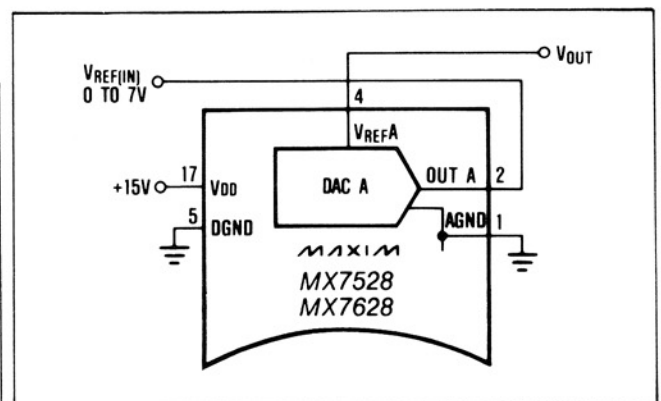 VREF(IN)
0 TO 7V
VOUT
4
VREFA
DAC A
OUT A
2
+15V
17
VDD
5
DGND
AGND
1
MAXIM
MX7528
MX7628